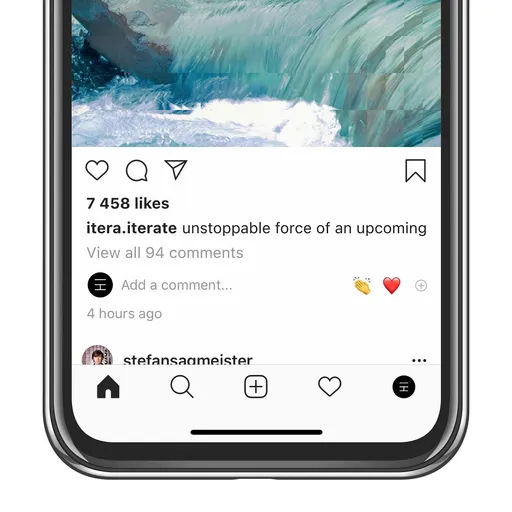 7 458 likes
itera.iterate unstoppable force of an upcoming
View all 94 comments
Add a comment...
4 hours ago
stefansagmeister